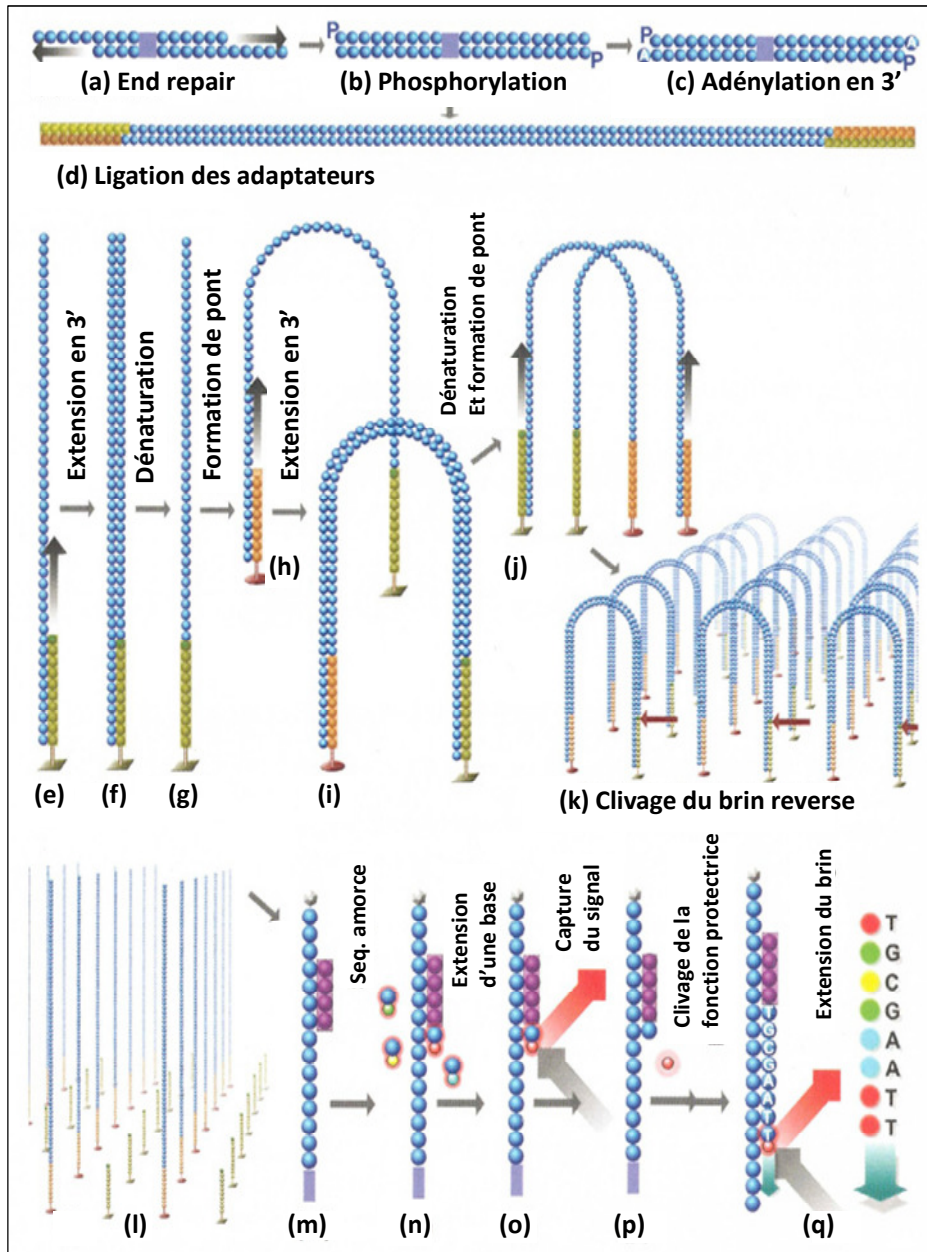 P
P
P
A
A
P
(a) End repair
(b) Phosphorylation
(c) Adénylation en 3’
(d) Ligation des adaptateurs
Extension en 3’
Dénaturation
Formation de pont
Extension en 3’
Dénaturation
Et formation de pont
(h)
(j)
(e)
(f)
(g)
(i)
(k) Clivage du brin reverse
Seq. amorce
Extension
d’une base
Capture
du signal
Clivage de la
fonction protectrice
Extension du brin
TGGGAATT
T
G
C
G
A
A
T
T
(l)
(m)
(n)
(o)
(p)
(q)